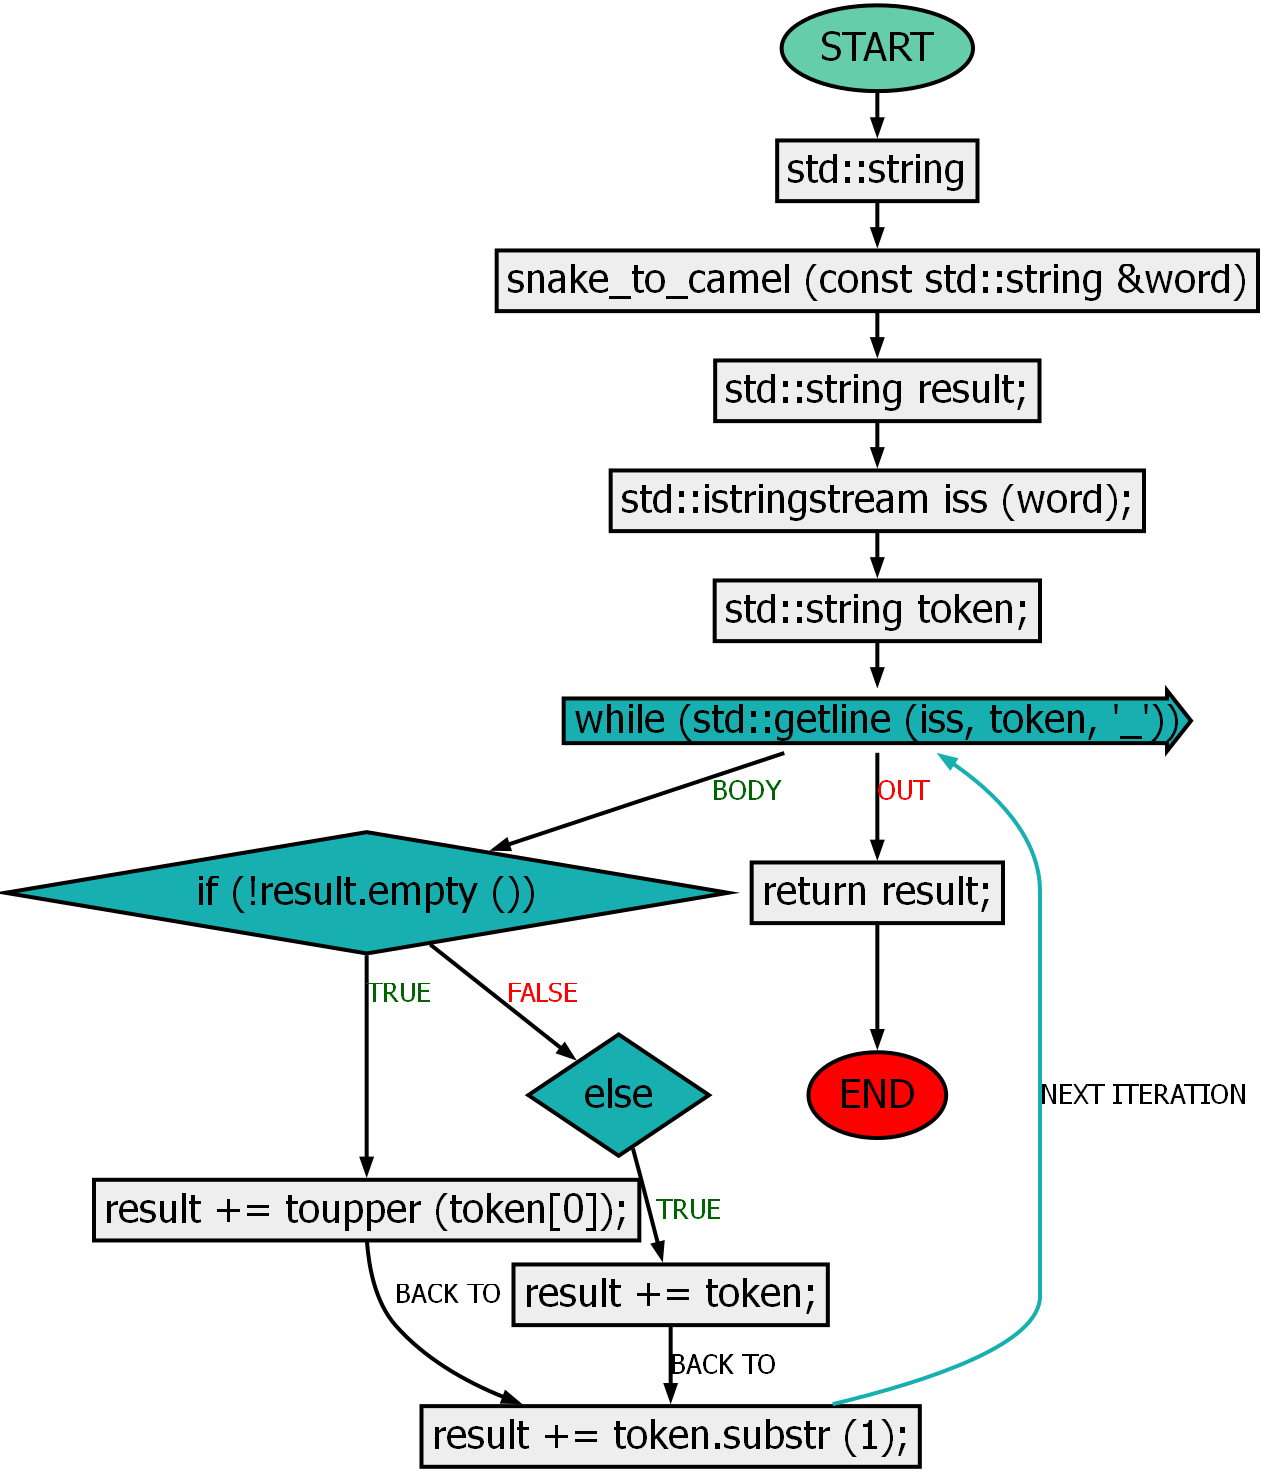 START
std::string
snake_to_camel (const std::string &word)
std::string result;
std::istringstream iss (word);
std::string token;
while (std::getline (iss, token, '_'))
BODY
OUT
if (!result.empty ())
return result;
TRUE
FALSE
else
END
NEXT ITERATION
result += toupper (token[0]);
TRUE
BACK TO
result += token;
BACK TO
result += token.substr (1);